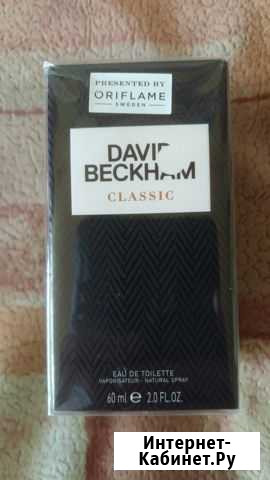 PRESENTED BY
ORIFLAME
SWEDEN
DAVID
BECKHAM
CLASSIC
EAU DE TOILETTE
VAPORISATEUR - NATURAL SPRAY
60 ml ℮ 2.0 FL.OZ.
Интернет-
Кабинет.Ру